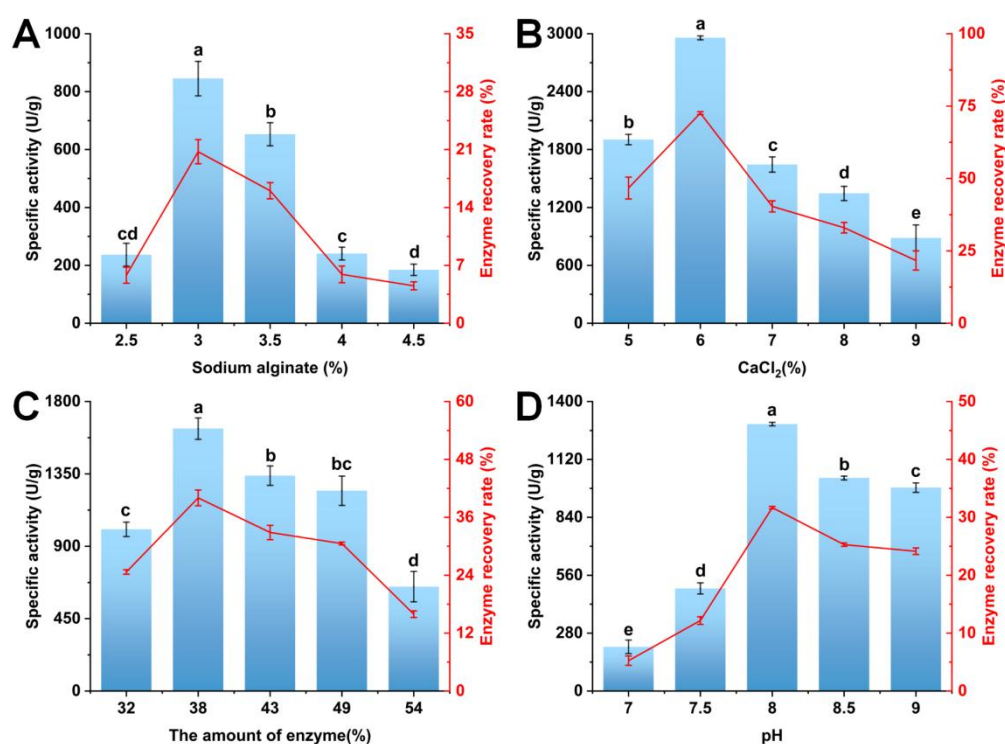 A
Specific activity (U/g)
1000
800
600
400
200
0
cd
a
b
c
d
35
28
21
14
7
0
Enzyme recovery rate (%)
2.5 3 3.5 4 4.5
Sodium alginate (%)
B
Specific activity (U/g)
3000
2400
1800
1200
600
0
b
a
c
d
e
100
75
50
25
0
Enzyme recovery rate (%)
5 6 7 8 9
CaCl₂(%)
C
Specific activity (U/g)
1800
1350
900
450
0
c
a
b
bc
d
60
48
36
24
12
0
Enzyme recovery rate (%)
32 38 43 49 54
The amount of enzyme(%)
D
Specific activity (U/g)
1400
1120
840
560
280
0
e
d
a
b
c
50
40
30
20
10
0
Enzyme recovery rate (%)
7 7.5 8 8.5 9
pH